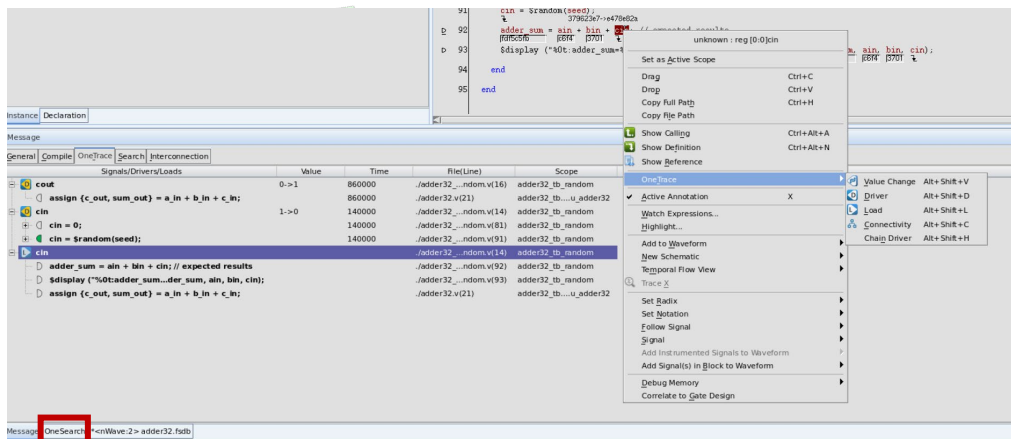 91 cin = $random(seed);
379623e7->e478e82a
92 adder_sum = ain + bin + cin; // expected results
fdf5c5fb c6f4 3701
93 $display ("%0t:adder_sum=%
m, ain, bin, cin);
c6f4 3701
94 end
95 end
Instance Declaration
Message
General Compile OneTrace Search Interconnection
Signals/Drivers/Loads Value Time File(Line) Scope
cout 0->1 860000 ./adder32_...ndom.v(16) adder32_tb_random
assign {c_out, sum_out} = a_in + b_in + c_in; 860000 ./adder32.v(21) adder32_tb....u_adder32
cin 1->0 140000 ./adder32_...ndom.v(14) adder32_tb_random
cin = 0; 140000 ./adder32_...ndom.v(81) adder32_tb_random
cin = $random(seed); 140000 ./adder32_...ndom.v(91) adder32_tb_random
cin ./adder32_...ndom.v(14) adder32_tb_random
adder_sum = ain + bin + cin; // expected results ./adder32_...ndom.v(92) adder32_tb_random
$display ("%0t:adder_sum...der_sum, ain, bin, cin); ./adder32_...ndom.v(93) adder32_tb_random
assign {c_out, sum_out} = a_in + b_in + c_in; ./adder32.v(21) adder32_tb....u_adder32
unknown : reg [0:0]cin
Set as Active Scope
Drag Ctrl+C
Drop Ctrl+V
Copy Full Path Ctrl+H
Copy File Path
Show Calling Ctrl+Alt+A
Show Definition Ctrl+Alt+N
Show Reference
OneTrace
Active Annotation X
Watch Expressions...
Highlight...
Add to Waveform
New Schematic
Temporal Flow View
Trace X
Set Radix
Set Notation
Follow Signal
Signal
Add Instrumented Signals to Waveform
Add Signal(s) in Block to Waveform
Debug Memory
Correlate to Gate Design
Value Change Alt+Shift+V
Driver Alt+Shift+D
Load Alt+Shift+L
Connectivity Alt+Shift+C
Chain Driver Alt+Shift+H
Message OneSearch *<nWave:2> adder32.fsdb